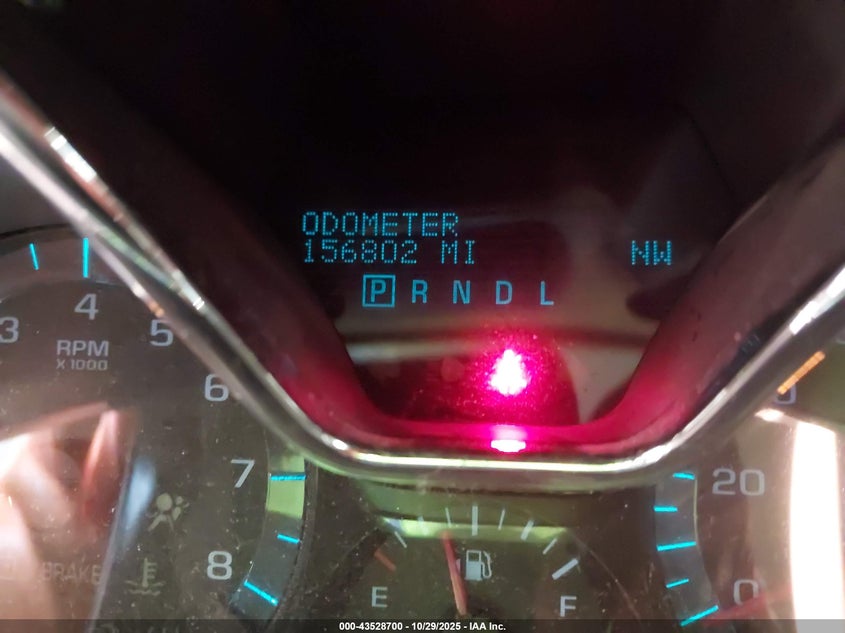 ODOMETER
156802 MI
NW
P R N D L
3
4
5
6
7
8
RPM
X1000
BRAKE
20
0
E
F
000-43528700 - 10/29/2025 - IAA Inc.